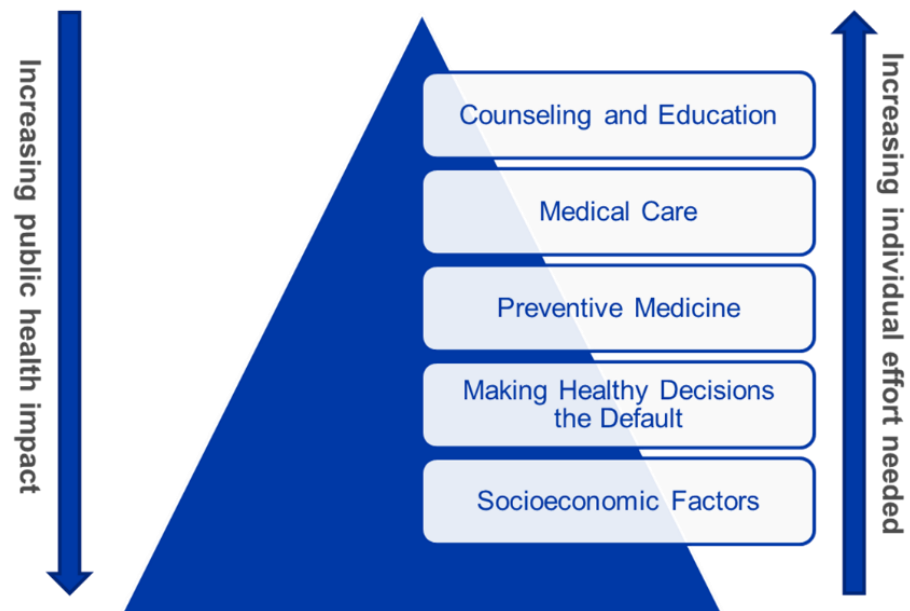 Increasing public health impact
Counseling and Education
Medical Care
Preventive Medicine
Making Healthy Decisions
the Default
Socioeconomic Factors
Increasing individual effort needed